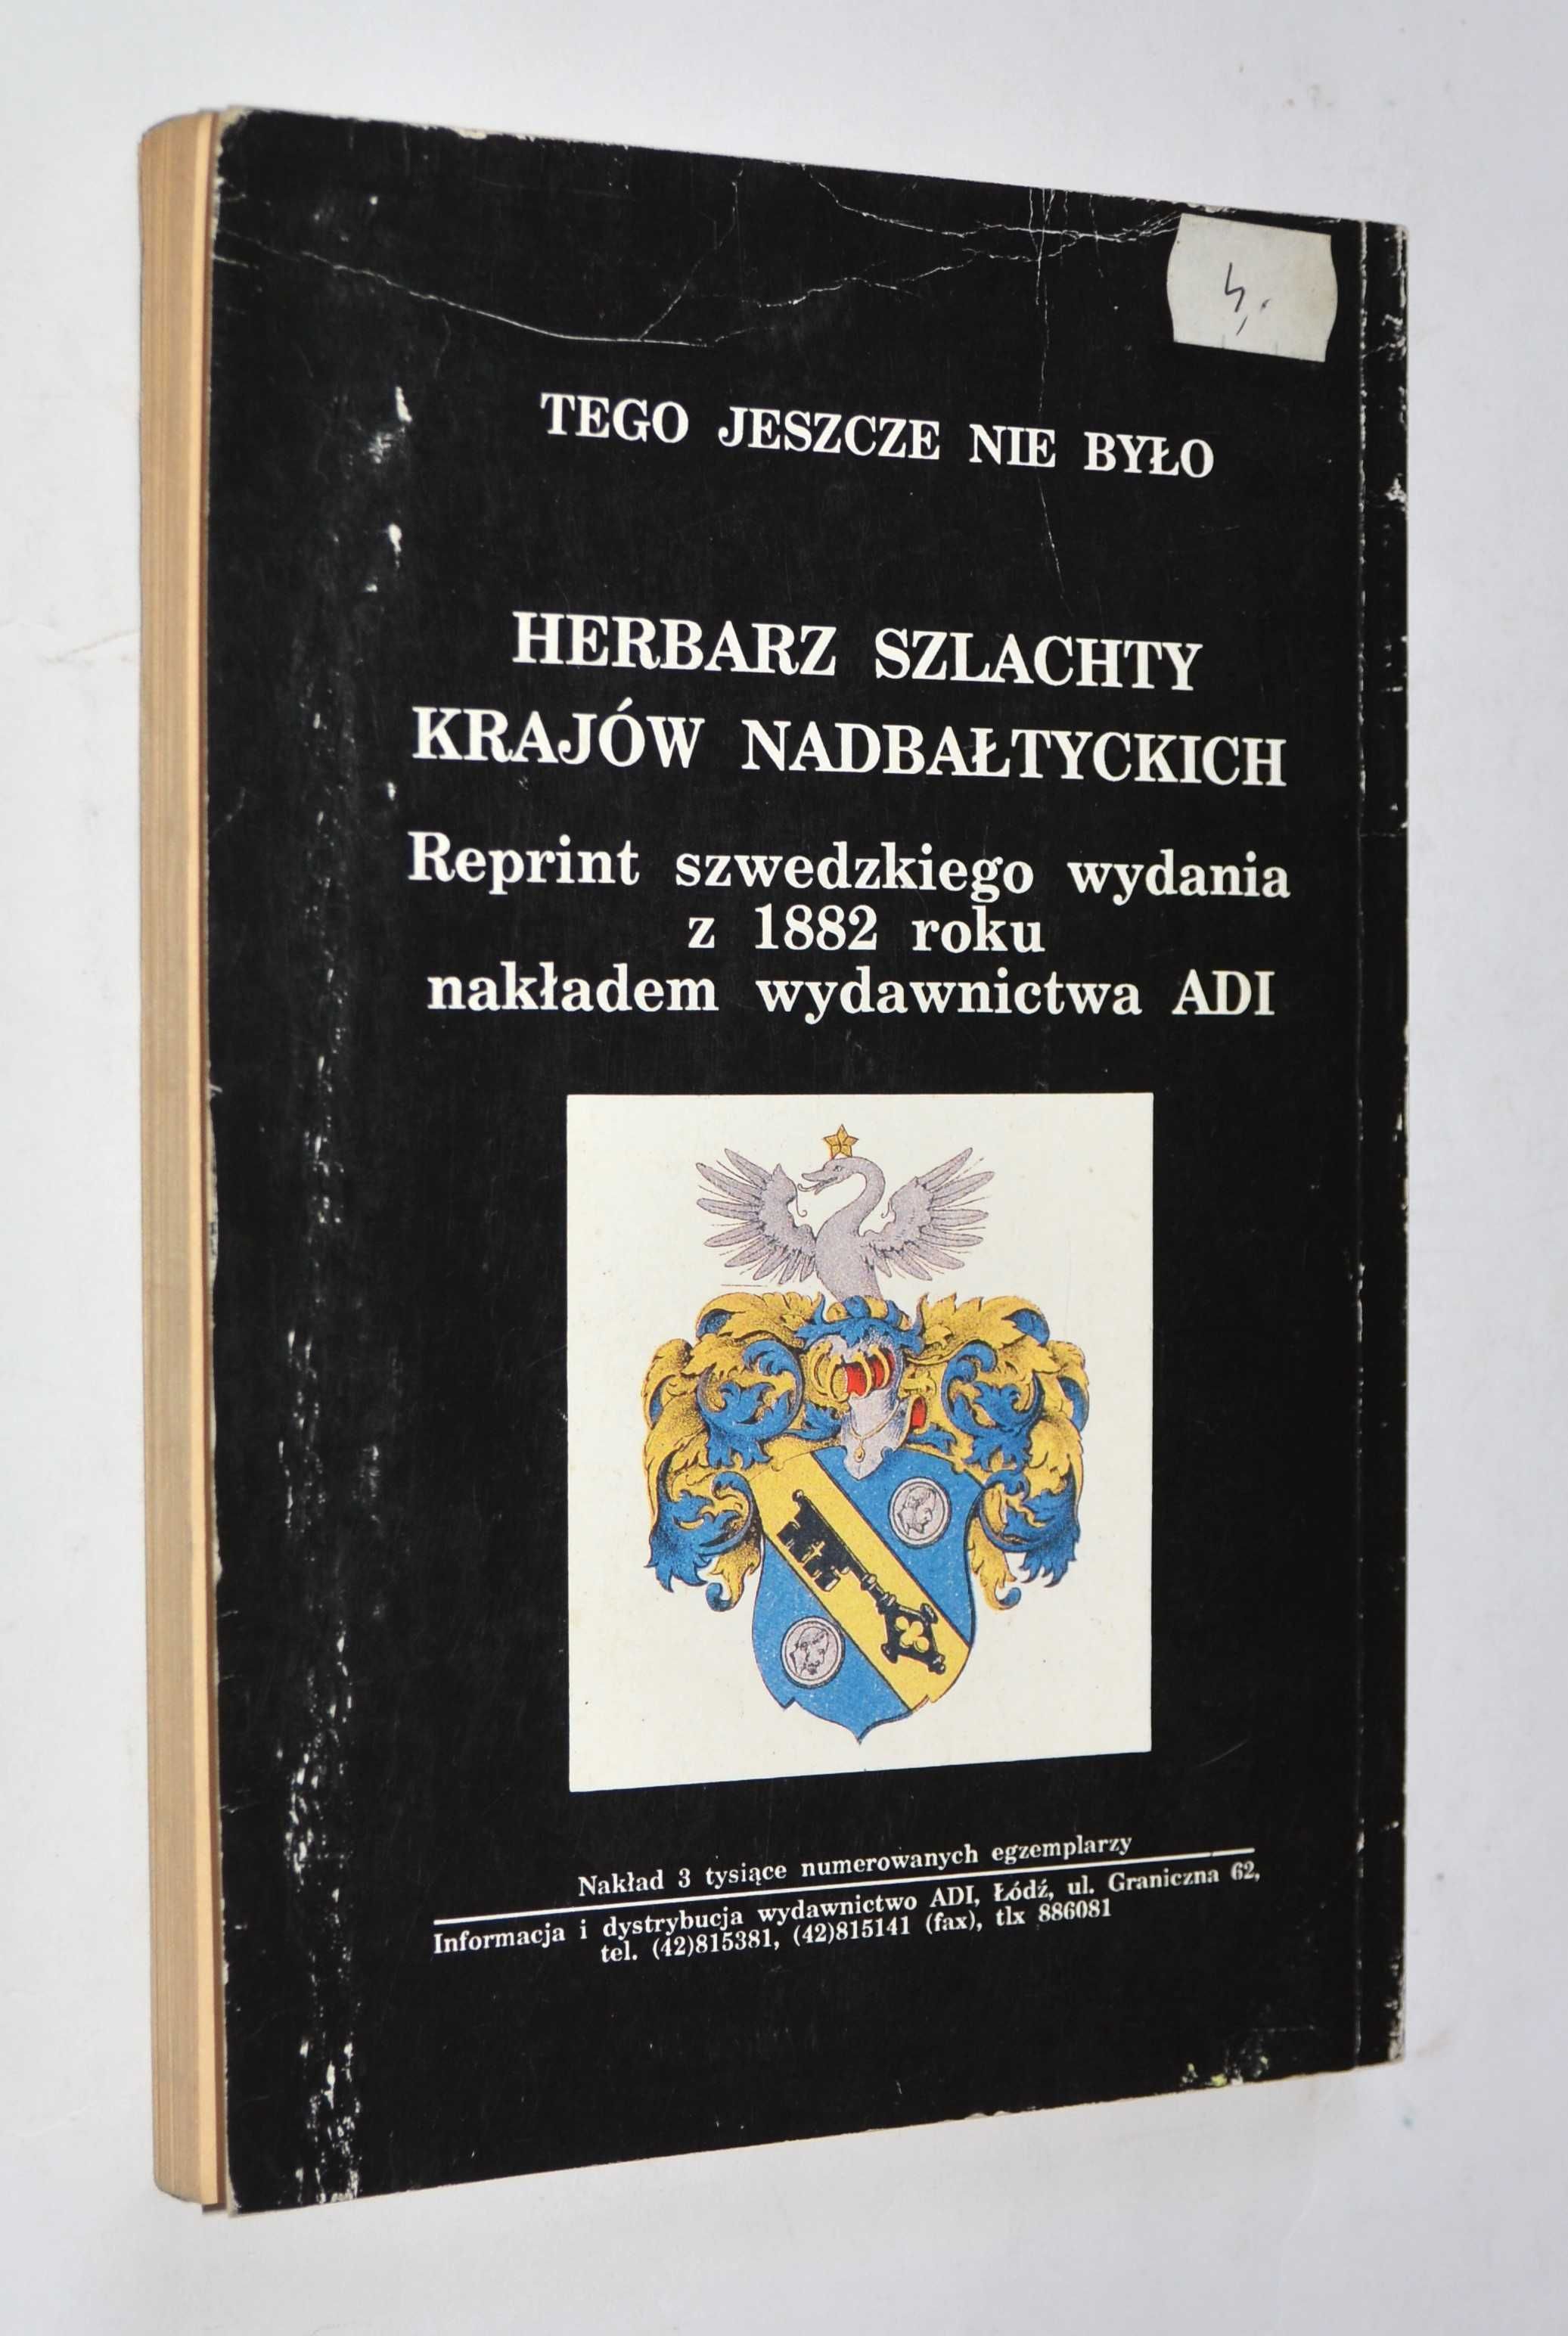 4,
TEGO JESZCZE NIE BYŁO
HERBARZ SZLACHTY
KRAJÓW NADBAŁTYCKICH
Reprint szwedzkiego wydania
z 1882 roku
nakładem wydawnictwa ADI
Nakład 3 tysiące numerowanych egzemplarzy
Informacja i dystrybucja wydawnictwo ADI, Łódź, ul. Graniczna 62,
tel. (42)815381, (42)815141 (fax), tlx 886081